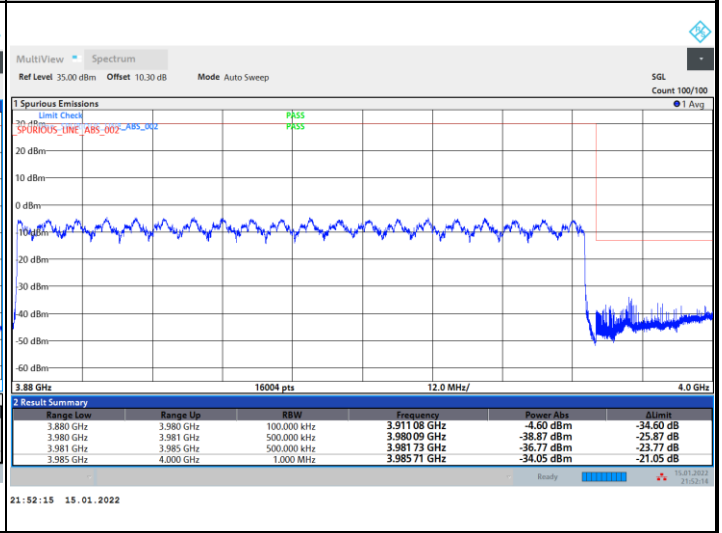 MultiView Spectrum
Ref Level 35.00 dBm Offset 10.30 dB Mode Auto Sweep SGL
Count 100/100
1 Spurious Emissions 1 Avg
Limit Check PASS
_SPURIOUS_LINE_ABS_002 PASS
20 dBm
10 dBm
0 dBm
-10 dBm
-20 dBm
-30 dBm
-40 dBm
-50 dBm
-60 dBm
3.88 GHz 16004 pts 12.0 MHz/ 4.0 GHz
2 Result Summary
Range Low Range Up RBW Frequency Power Abs ΔLimit
3.880 GHz 3.980 GHz 100.000 kHz 3.91108 GHz -4.60 dBm -34.60 dB
3.980 GHz 3.981 GHz 500.000 kHz 3.98009 GHz -38.87 dBm -25.87 dB
3.981 GHz 3.985 GHz 500.000 kHz 3.98173 GHz -36.77 dBm -23.77 dB
3.985 GHz 4.000 GHz 1.000 MHz 3.98571 GHz -34.05 dBm -21.05 dB
Ready 15.01.2022
21:52:14
21:52:15 15.01.2022